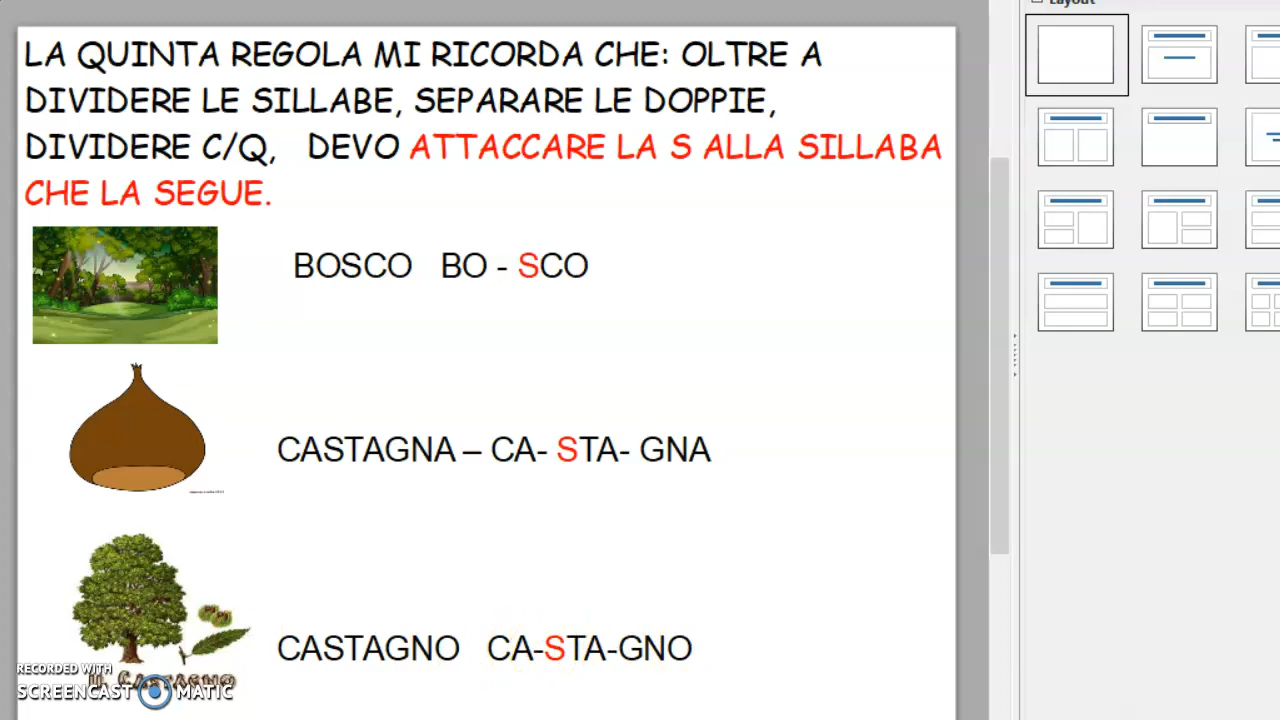 Layout
LA QUINTA REGOLA MI RICORDA CHE: OLTRE A
DIVIDERE LE SILLABE, SEPARARE LE DOPPIE,
DIVIDERE C/Q, DEVO ATTACCARE LA S ALLA SILLABA
CHE LA SEGUE.
BOSCO BO - SCO
CASTAGNA – CA- STA- GNA
CASTAGNO CA-STA-GNO
IL CASTAGNO
RECORDED WITH
SCREENCAST MATIC